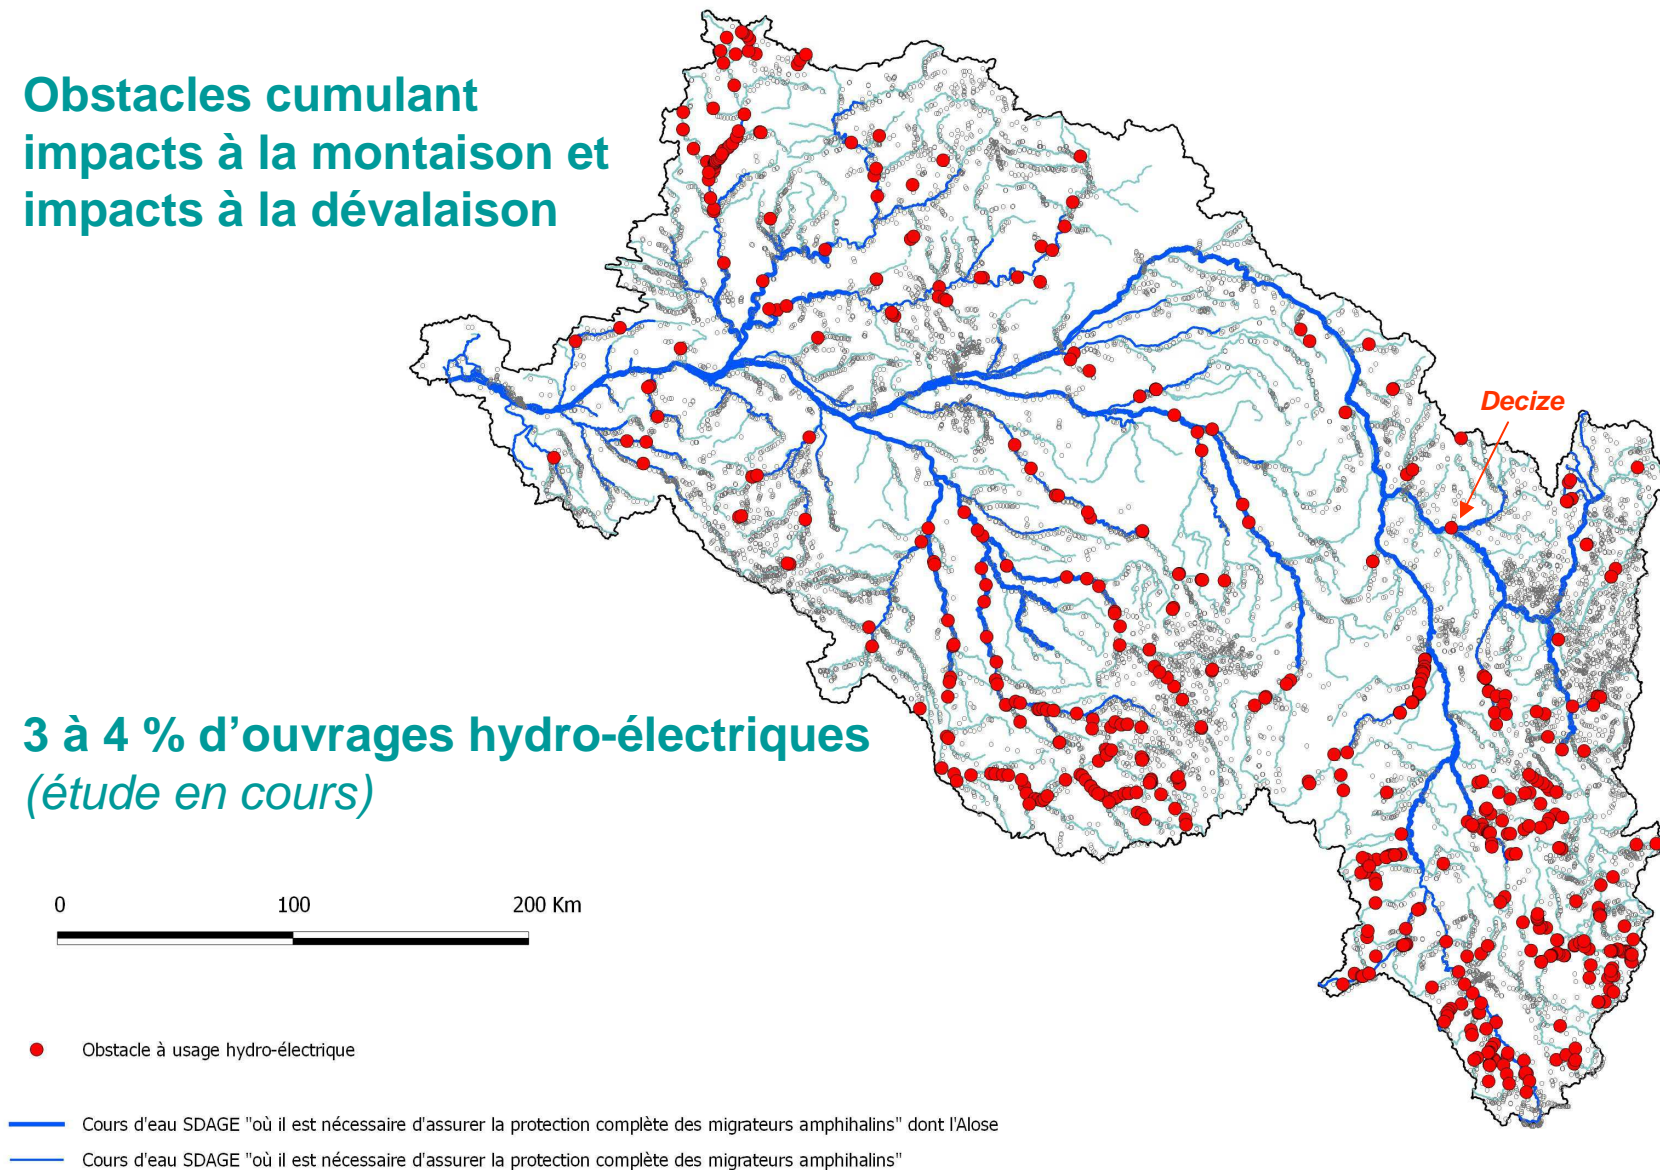 Obstacles cumulant
impacts à la montaison et
impacts à la dévalaison
Decize
3 à 4 % d’ouvrages hydro-électriques
(étude en cours)
0 100 200 Km
Obstacle à usage hydro-électrique
Cours d'eau SDAGE "où il est nécessaire d'assurer la protection complète des migrateurs amphihalins" dont l'Alose
Cours d'eau SDAGE "où il est nécessaire d'assurer la protection complète des migrateurs amphihalins"